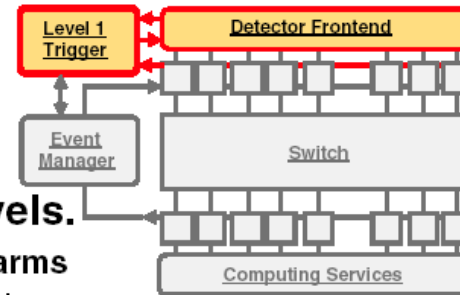 Level 1
Trigger
Detector Frontend
Event
Manager
Switch
vels.
arms
Computing Services